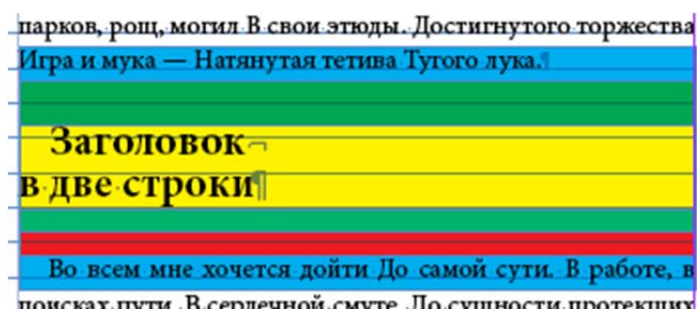 парков, рощ, могил В свои этюды. Достигнутого торжества
Игра и мука — Натянутая тетива Тугого лука.¶
Заголовок¬
в две строки¶
Во всем мне хочется дойти До самой сути. В работе, в
поисках пути, В сердечной смуте. До сущности протекших